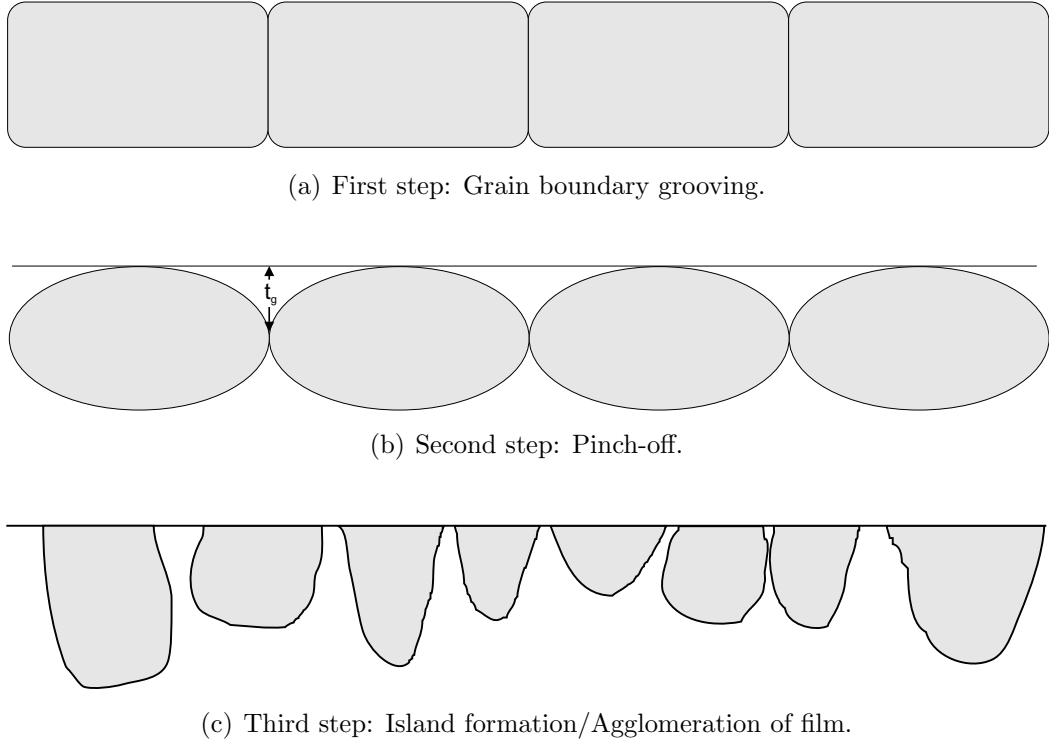 (a) First step: Grain boundary grooving.
tg
(b) Second step: Pinch-off.
(c) Third step: Island formation/Agglomeration of film.